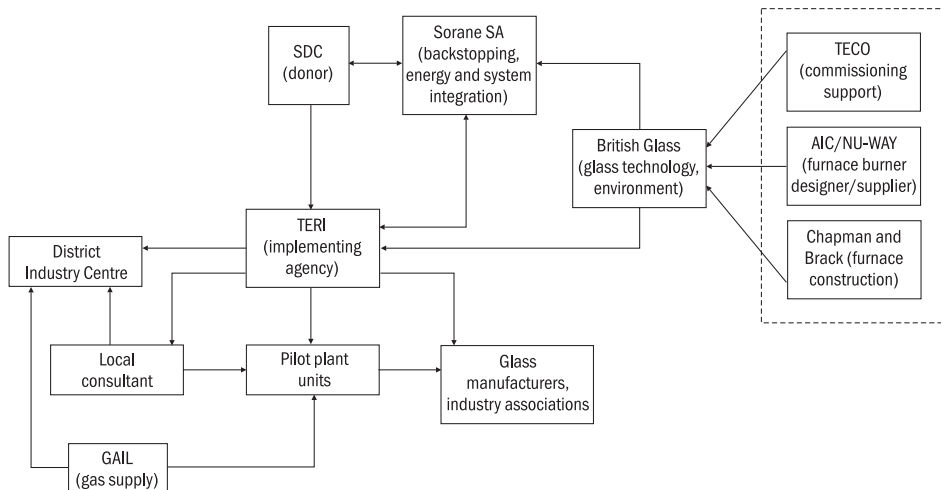 SDC
(donor)
Sorane SA
(backstopping,
energy and system
integration)
TECO
(commissioning
support)
British Glass
(glass technology,
environment)
AIC/NU-WAY
(furnace burner
designer/supplier)
Chapman and
Brack (furnace
construction)
TERI
(implementing
agency)
District
Industry Centre
Local
consultant
Pilot plant
units
Glass
manufacturers,
industry associations
GAIL
(gas supply)